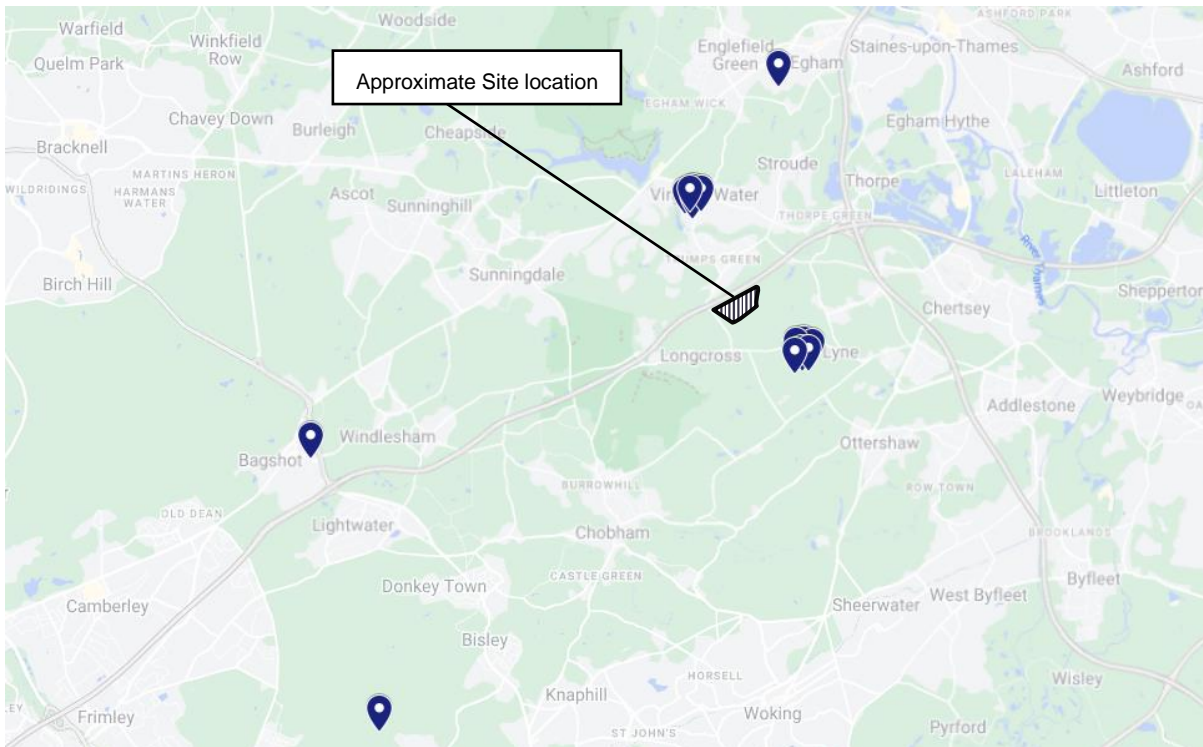 Woodside
ASHFORD PARK
Warfield
Winkfield
Row
Englefield
Green
Egham
Staines-upon-Thames
Quelm Park
Ashford
Approximate Site location
EGHAM WICK
Chavey Down
Burleigh
Cheapside
Egham Hythe
Bracknell
Stroude
MARTINS HERON
LALEHAM
WILDRIDINGS
HARMANS
WATER
Ascot
Sunninghill
Water
Thorpe
Littleton
THORPE GREEN
River Thames
Sunningdale
Birch Hill
Shepperton
Chertsey
Longcross
Lyne
Weybridge
Addlestone
Windlesham
Bagshot
Ottershaw
BURROWHILL
ROW TOWN
OLD DEAN
Lightwater
Chobham
BROOKLANDS
CASTLE GREEN
Donkey Town
Byfleet
Camberley
West Byfleet
Sheerwater
Bisley
HORSELL
Wisley
Knaphill
Woking
Frimley
ST JOHN'S
Pyrford